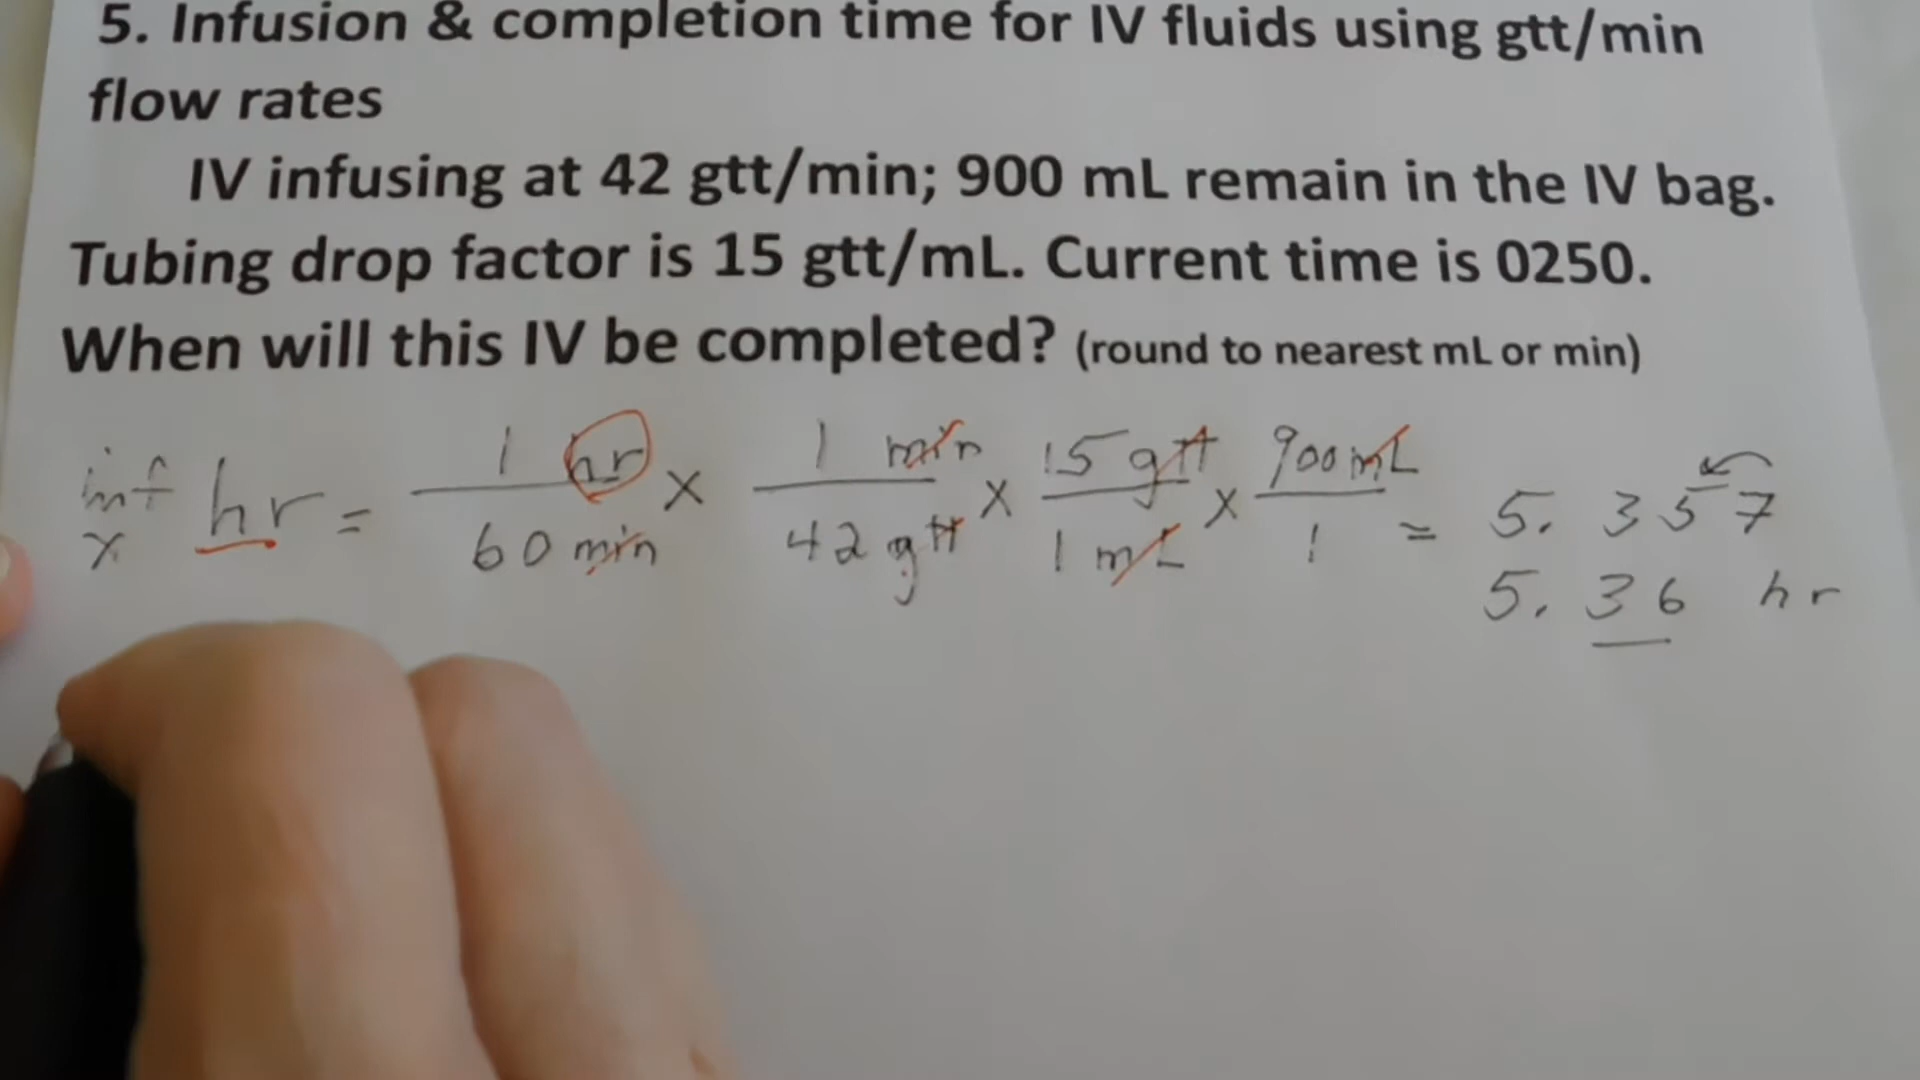 5. Infusion & completion time for IV fluids using gtt/min
flow rates
IV infusing at 42 gtt/min; 900 mL remain in the IV bag.
Tubing drop factor is 15 gtt/mL. Current time is 0250.
When will this IV be completed? (round to nearest mL or min)
inf x hr = 1 hr / 60 min x 1 min / 42 gtt x 15 gtt / 1 mL x 900 mL / 1 = 5.357
5.36 hr